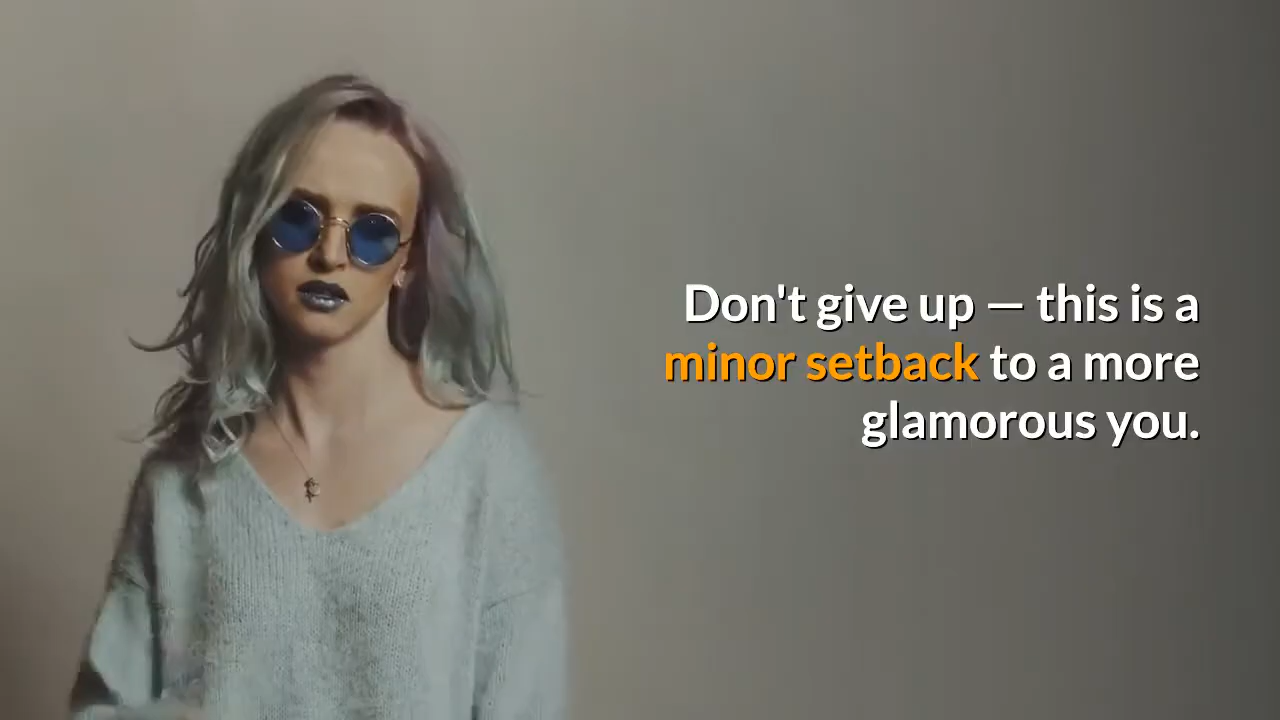 Don't give up — this is a
minor setback to a more
glamorous you.